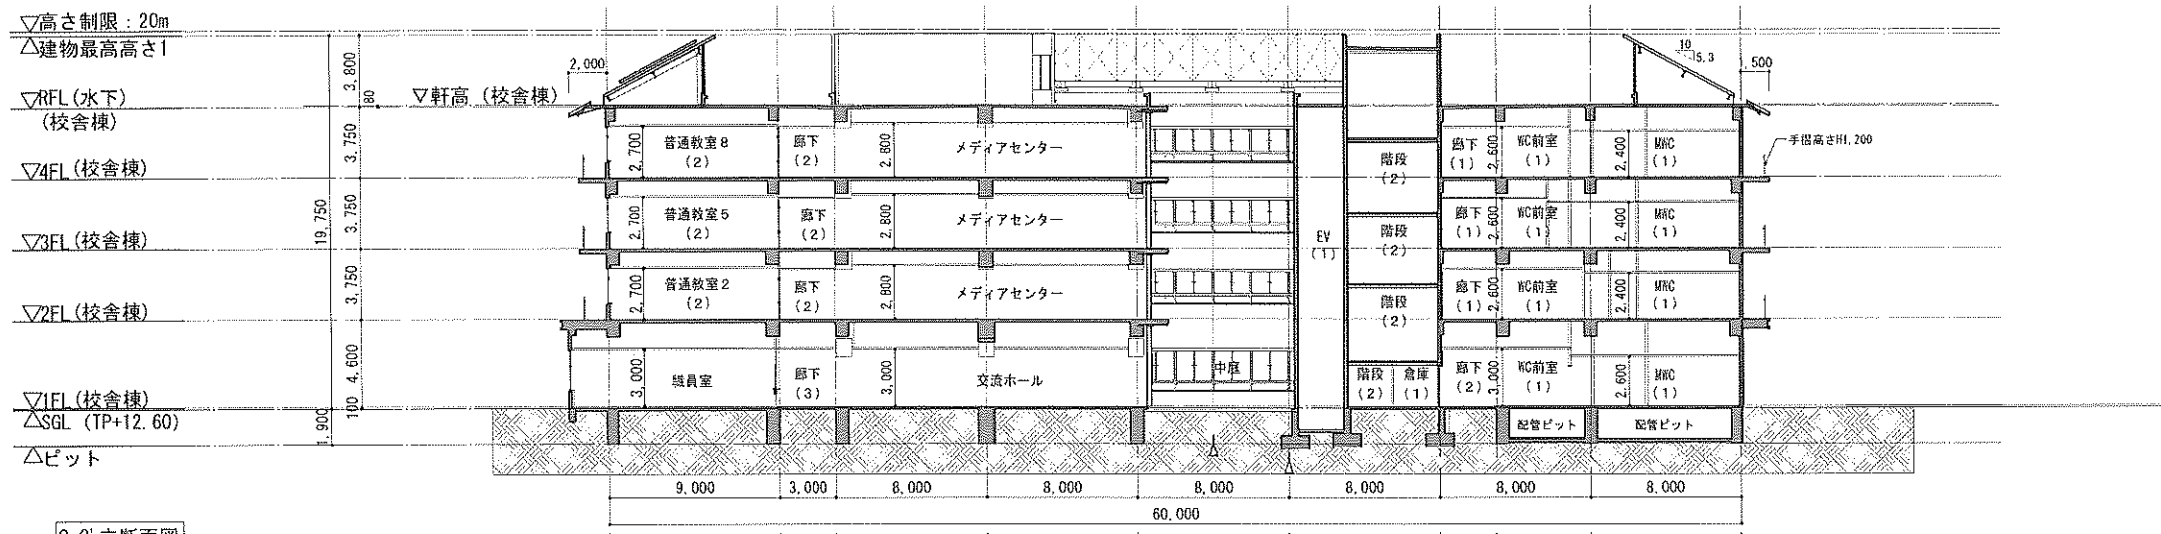 ▽高さ制限：20m
△建物最高高さ1
▽RFL(水下)
(校舎棟)
▽4FL(校舎棟)
▽3FL(校舎棟)
▽2FL(校舎棟)
▽1FL(校舎棟)
△SGL (TP+12.60)
△ピット
19,750
1,900
3,800
80
3,750
3,750
3,750
4,600
100
2,000
▽軒高 (校舎棟)
10
5.3
,500
手摺高さH1,200
2,700
普通教室8
(2)
廊下
(2)
2,800
メディアセンター
階段
(2)
廊下
(1)
2,600
WC前室
(1)
2,400
MWC
(1)
2,700
普通教室5
(2)
廊下
(2)
2,800
メディアセンター
EV
(1)
階段
(2)
廊下
(1)
2,600
WC前室
(1)
2,400
MWC
(1)
2,700
普通教室2
(2)
廊下
(2)
2,800
メディアセンター
階段
(2)
廊下
(1)
2,600
WC前室
(1)
2,400
MWC
(1)
3,000
職員室
廊下
(3)
3,000
交流ホール
中庭
階段
(2)
倉庫
(1)
廊下
(2)
3,000
WC前室
(1)
2,600
MWC
(1)
配管ピット
配管ピット
9,000
3,000
8,000
8,000
8,000
8,000
8,000
8,000
60,000